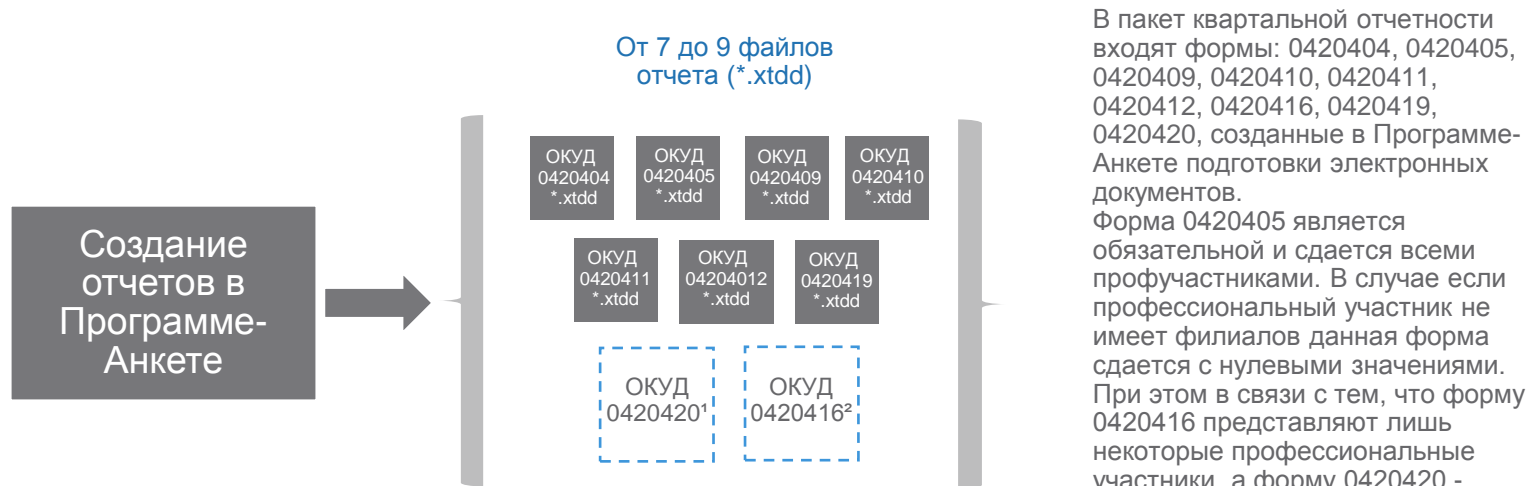 Создание
отчетов в
Программе-
Анкете
От 7 до 9 файлов
отчета (*.xtdd)
ОКУД
0420404
*.xtdd
ОКУД
0420405
*.xtdd
ОКУД
0420409
*.xtdd
ОКУД
0420410
*.xtdd
ОКУД
0420411
*.xtdd
ОКУД
04204012
*.xtdd
ОКУД
0420419
*.xtdd
ОКУД
0420420¹
ОКУД
0420416²
В пакет квартальной отчетности
входят формы: 0420404, 0420405,
0420409, 0420410, 0420411,
0420412, 0420416, 0420419,
0420420, созданные в Программе-
Анкете подготовки электронных
документов.
Форма 0420405 является
обязательной и сдается всеми
профучастниками. В случае если
профессиональный участник не
имеет филиалов данная форма
сдается с нулевыми значениями.
При этом в связи с тем, что форму
0420416 представляют лишь
некоторые профессиональные
участники, а форму 0420420 -